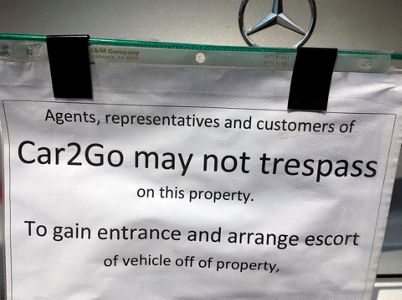 Agents, representatives and customers of
Car2Go may not trespass
on this property.
To gain entrance and arrange escort
of vehicle off of property,